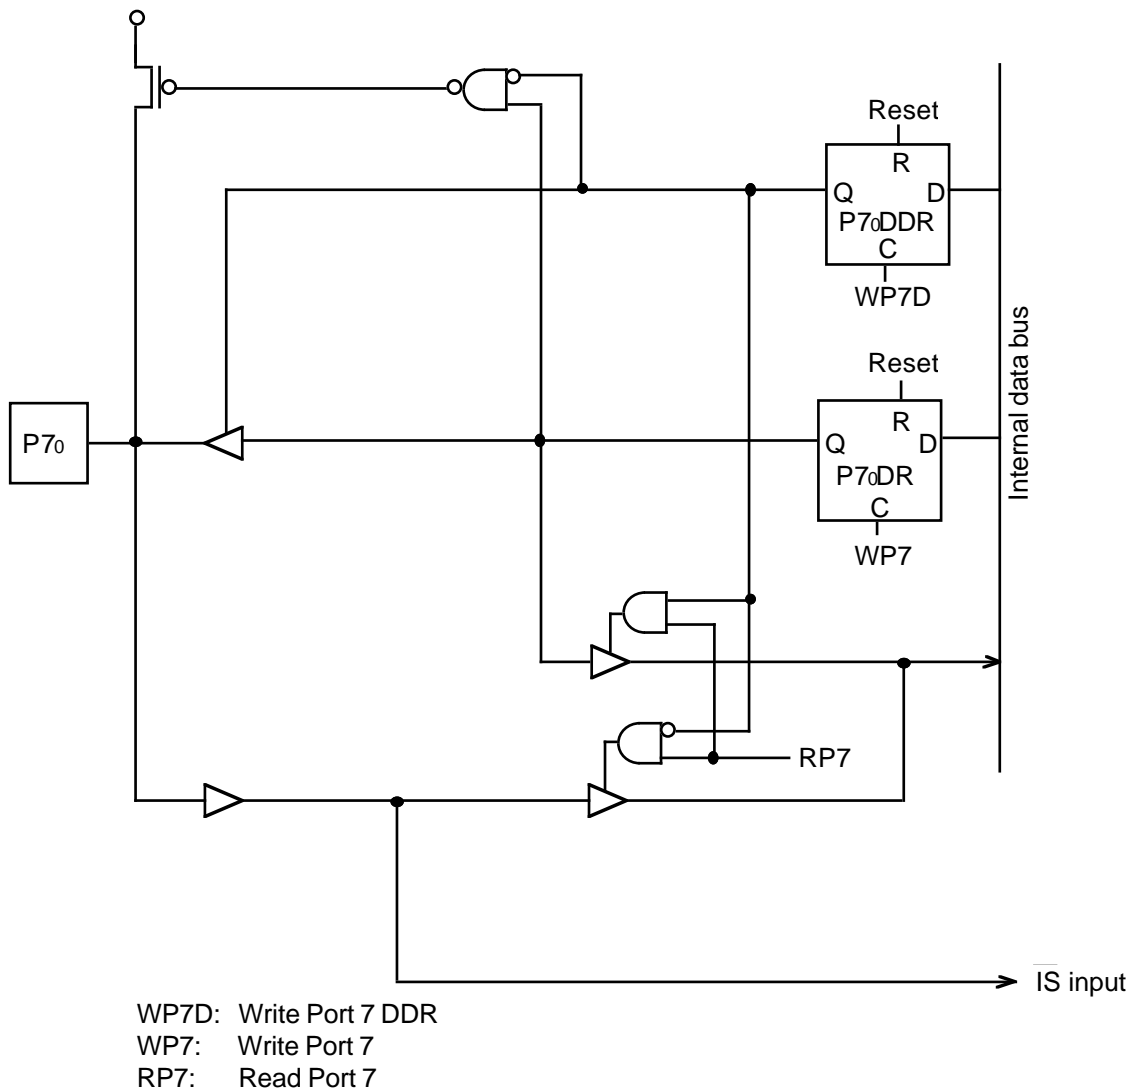 Reset
R
Q D
P7₀DDR
C
WP7D
Internal data bus
Reset
R
P7₀
Q D
P7₀DR
C
WP7
RP7
I̅S̅ input
WP7D: Write Port 7 DDR
WP7: Write Port 7
RP7: Read Port 7